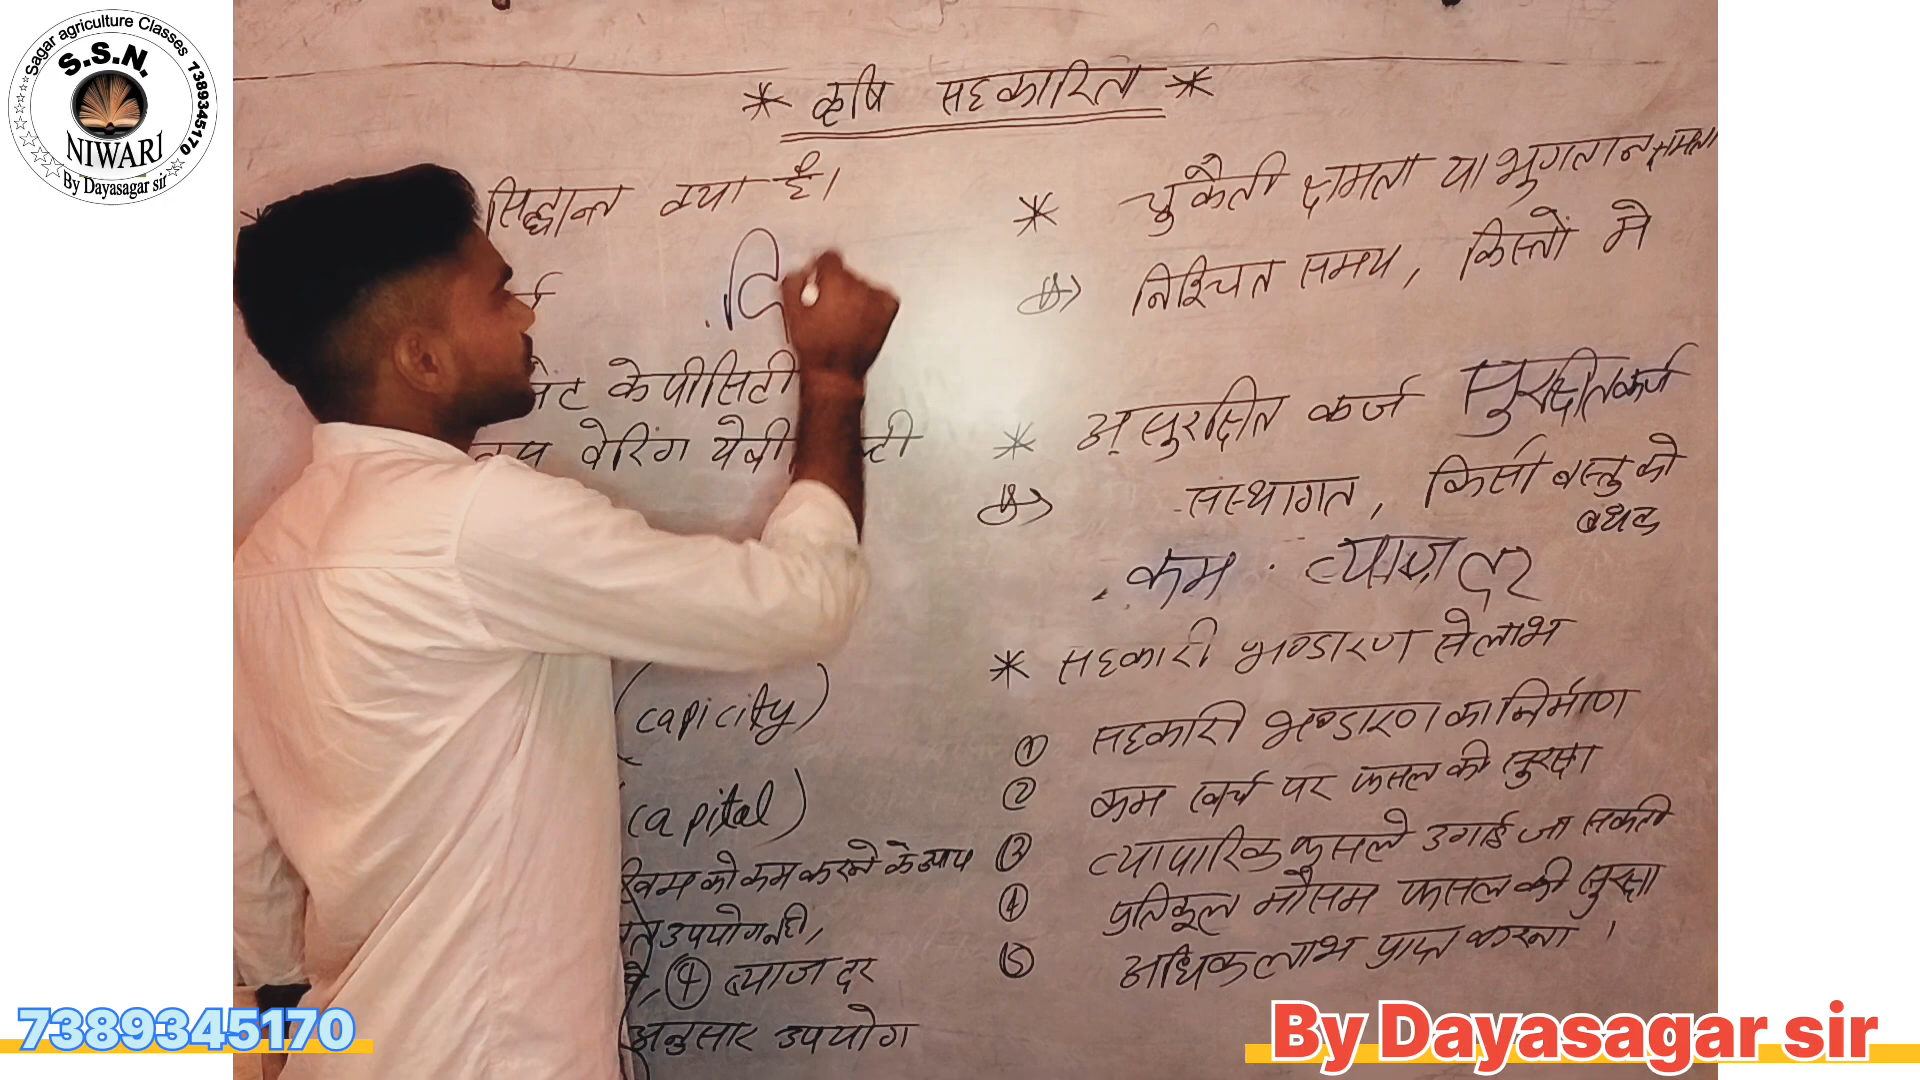 Sagar agriculture Classes 7389345170
S.S.N.
NIWARI
By Dayasagar sir
* कृषि सहकारिता *
सिद्धान्त क्या है।
केपीसिटी
वेरिंग
* चुकैती क्षमता या भुगतान क्षमता
निश्चित समय, किस्तों मे
* असुरक्षित कर्ज सुरक्षीत कर्ज
संस्थागत, किसी बस्तु को
बधक
कम व्याज दर
* सहकारी भण्डारण से लाभ
① सहकारी भण्डारण का निर्माण
② कम खर्च पर फसल की सुरक्षा
③ व्यापारिक फसले उगाई जा सकती
④ प्रतिकूल मौसम फसल की सुरक्षा
⑤ अधिक लाभ प्राप्त करना ।
(capicity)
(capital)
को कम करने के उपाय
उपयोग नही,
④ ब्याज दर
अनुसार उपयोग
7389345170
By Dayasagar sir